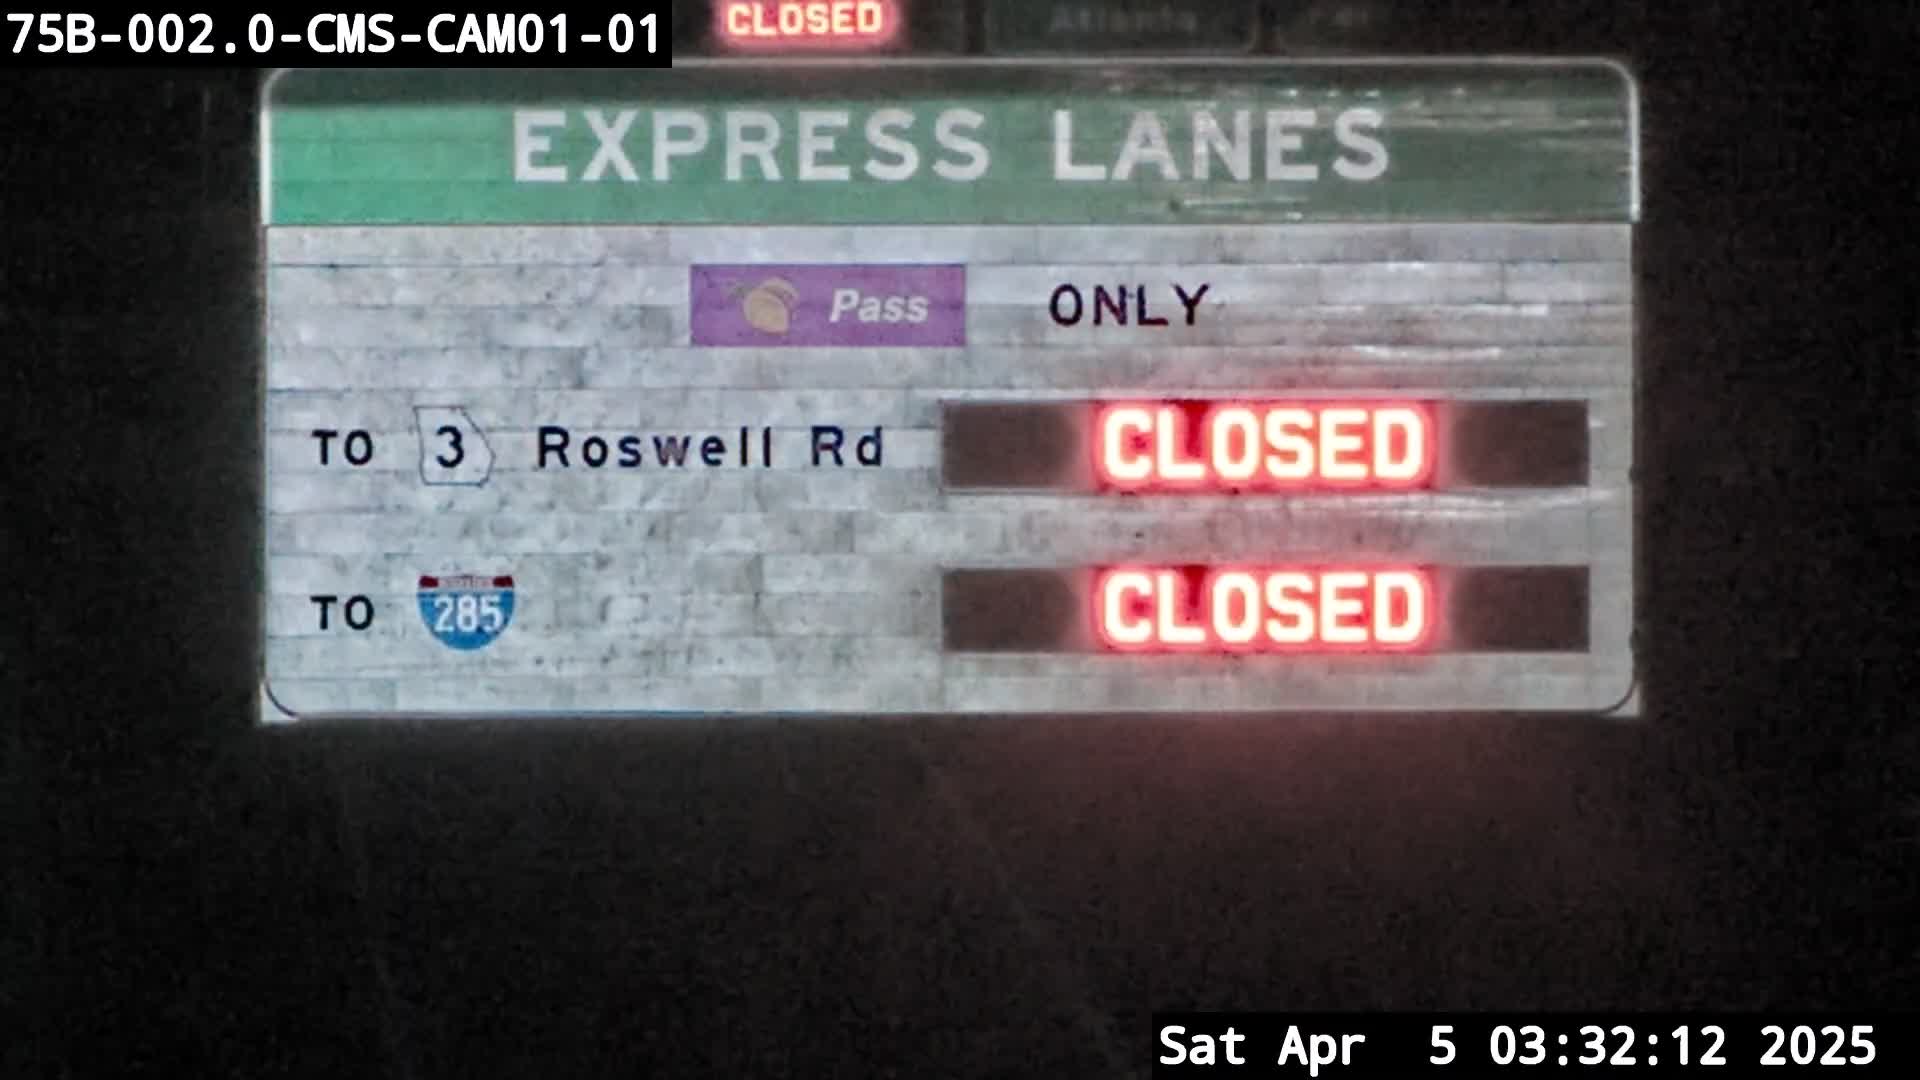 75B-002.0-CMS-CAM01-01
CLOSED
Atlanta
EXPRESS LANES
Pass ONLY
TO 3 Roswell Rd CLOSED
TO 285 CLOSED
Sat Apr 5 03:32:12 2025